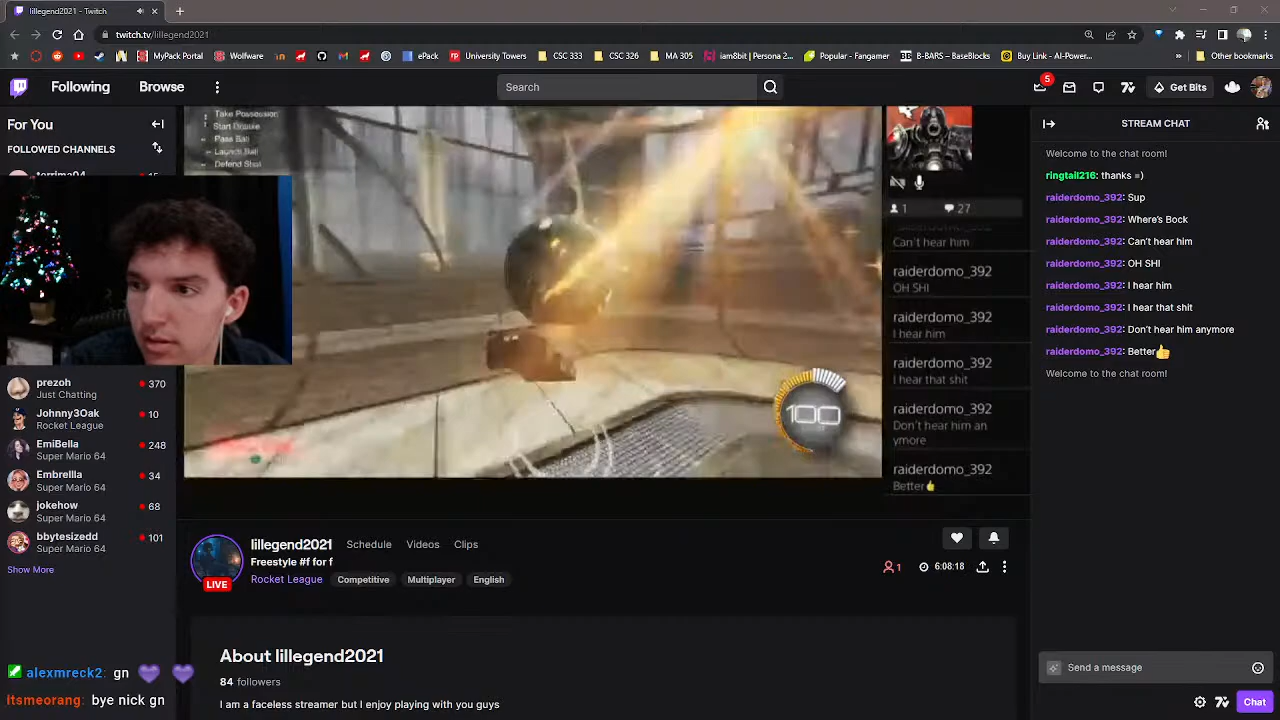 lillegend2021 - Twitch
twitch.tv/lillegend2021
MyPack Portal
Wolfware
ePack
University Towers
CSC 333
CSC 326
MA 305
iam8bit | Persona 2...
Popular - Fangamer
B-BARS – BaseBlocks
Buy Link - AI-Power...
Other bookmarks
Following
Browse
Search
5
Get Bits
For You
FOLLOWED CHANNELS
15
prezoh
370
Just Chatting
Johnny3Oak
10
Rocket League
EmiBella
248
Super Mario 64
Embrellla
34
Super Mario 64
jokehow
68
Super Mario 64
bbytesizedd
101
Super Mario 64
Show More
alexmreck2: gn
itsmeorang: bye nick gn
Take Possession
Start Dribble
Pass Ball
Launch Ball
Defend Shot
100
1
27
Can't hear him
raiderdomo_392
OH SHI
raiderdomo_392
I hear him
raiderdomo_392
I hear that shit
raiderdomo_392
Don't hear him an
ymore
raiderdomo_392
Better👍
lillegend2021
Schedule
Videos
Clips
Freestyle #f for f
Rocket League
Competitive
Multiplayer
English
LIVE
1
6:08:18
About lillegend2021
84 followers
I am a faceless streamer but I enjoy playing with you guys
STREAM CHAT
Welcome to the chat room!
ringtail216: thanks =)
raiderdomo_392: Sup
raiderdomo_392: Where's Bock
raiderdomo_392: Can't hear him
raiderdomo_392: OH SHI
raiderdomo_392: I hear him
raiderdomo_392: I hear that shit
raiderdomo_392: Don't hear him anymore
raiderdomo_392: Better👍
Welcome to the chat room!
Send a message
Chat